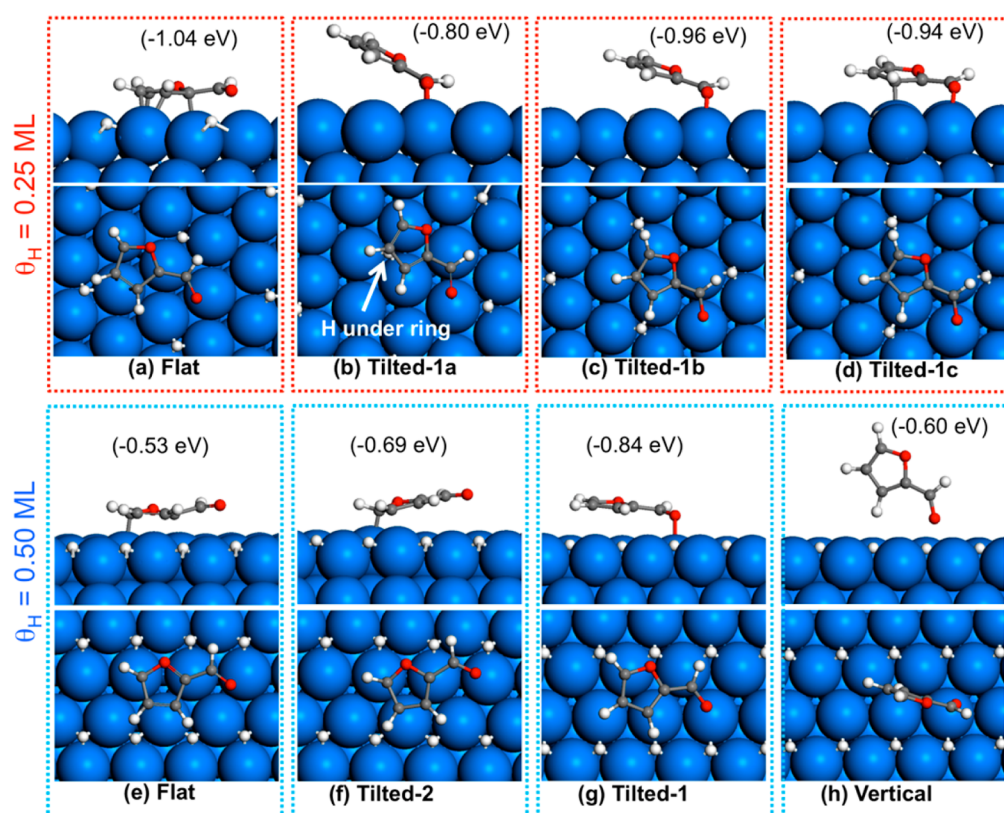 θH = 0.25 ML
(-1.04 eV)
(-0.80 eV)
(-0.96 eV)
(-0.94 eV)
H under ring
(a) Flat
(b) Tilted-1a
(c) Tilted-1b
(d) Tilted-1c
θH = 0.50 ML
(-0.53 eV)
(-0.69 eV)
(-0.84 eV)
(-0.60 eV)
(e) Flat
(f) Tilted-2
(g) Tilted-1
(h) Vertical